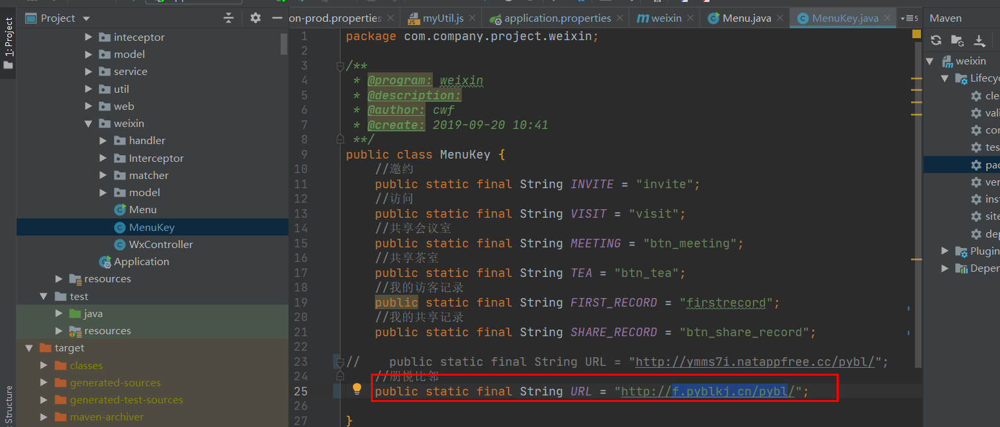 Project
on-prod.properties
myUtil.js
application.properties
weixin
Menu.java
MenuKey.java
5
Maven
1: Project
Structure
inteceptor
model
service
util
web
weixin
handler
Interceptor
matcher
model
Menu
MenuKey
WxController
Application
resources
test
java
resources
target
classes
generated-sources
generated-test-sources
maven-archiver
1 package com.company.project.weixin;
2
3 /**
4 * @program: weixin
5 * @description:
6 * @author: cwf
7 * @create: 2019-09-20 10:41
8 **/
9 public class MenuKey {
10 //邀约
11 public static final String INVITE = "invite";
12 //访问
13 public static final String VISIT = "visit";
14 //共享会议室
15 public static final String MEETING = "btn_meeting";
16 //共享茶室
17 public static final String TEA = "btn_tea";
18 //我的访客记录
19 public static final String FIRST_RECORD = "firstrecord";
20 //我的共享记录
21 public static final String SHARE_RECORD = "btn_share_record";
22
23 // public static final String URL = "http://ymms7i.natappfree.cc/pybl/";
24 //朋悦比邻
25 public static final String URL = "http://f.pyblkj.cn/pybl/";
26
27 }
weixin
Lifecy
cle
vali
con
tes
pac
ver
inst
site
dep
Plugin
Deper